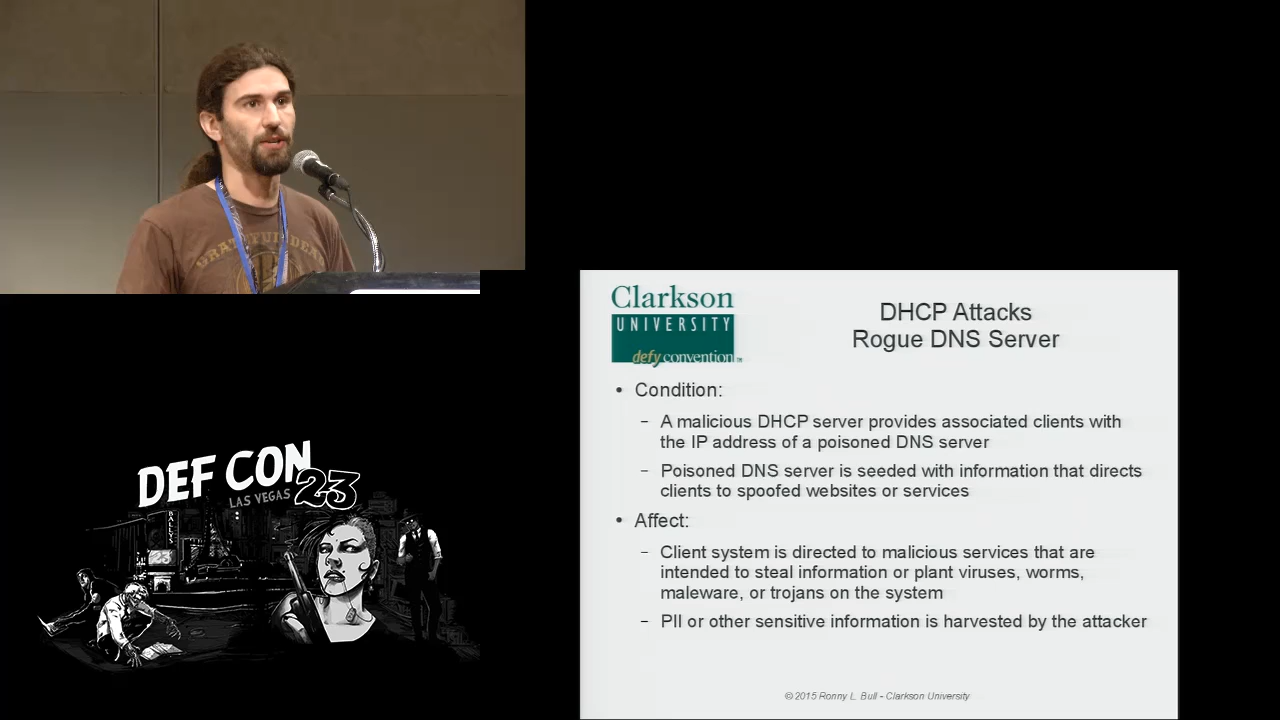 GRATEFUL DEAD
Clarkson
UNIVERSITY
defy convention™
DHCP Attacks
Rogue DNS Server
• Condition:
– A malicious DHCP server provides associated clients with
the IP address of a poisoned DNS server
– Poisoned DNS server is seeded with information that directs
clients to spoofed websites or services
• Affect:
– Client system is directed to malicious services that are
intended to steal information or plant viruses, worms,
maleware, or trojans on the system
– PII or other sensitive information is harvested by the attacker
© 2015 Ronny L. Bull - Clarkson University
DEF CON
LAS VEGAS 23
BALLY'S